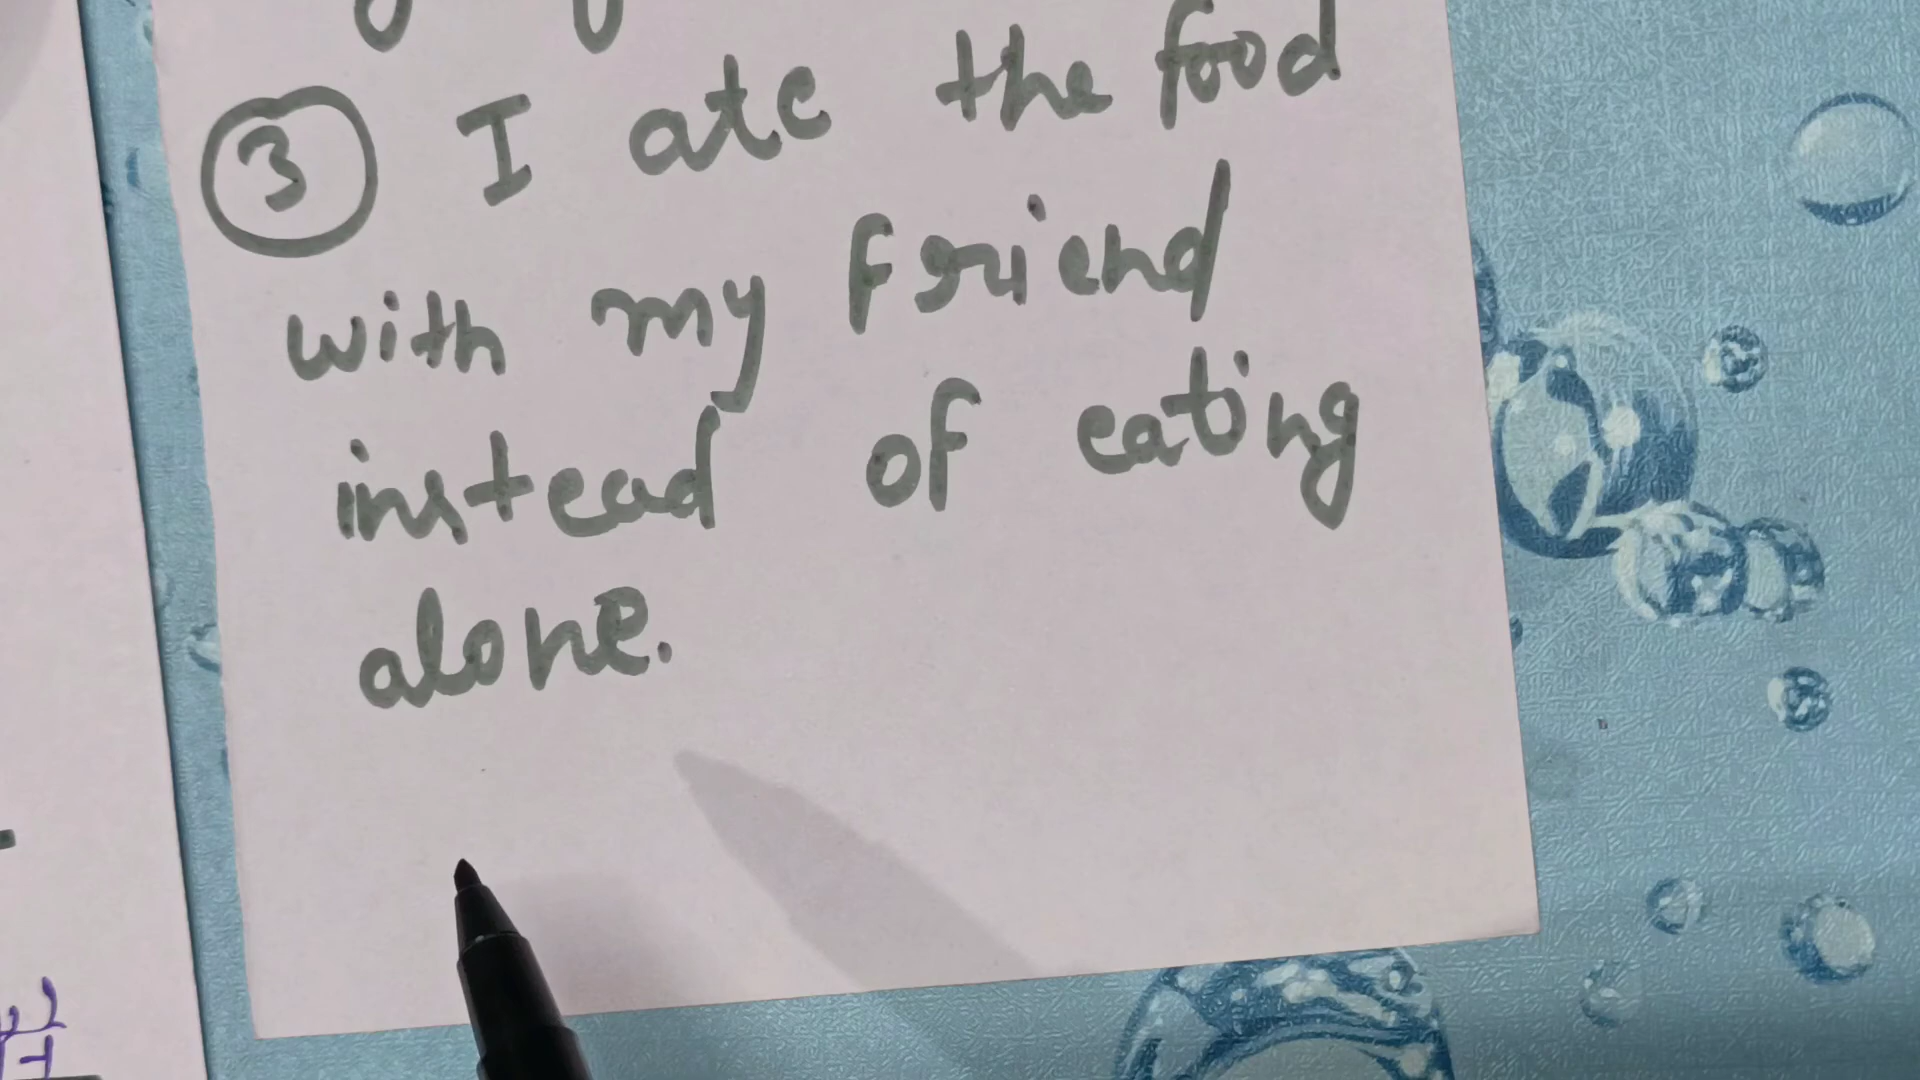 ③ I ate the food
with my friend
instead of eating
alone.